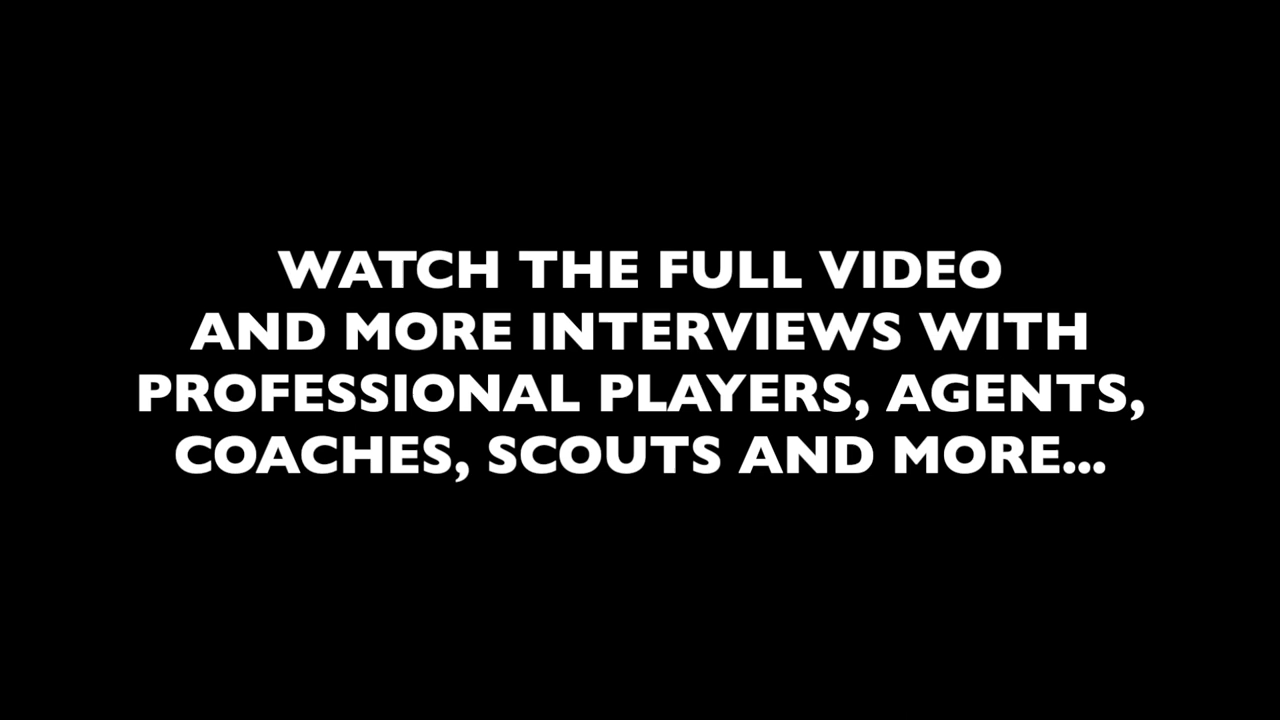 WATCH THE FULL VIDEO
AND MORE INTERVIEWS WITH
PROFESSIONAL PLAYERS, AGENTS,
COACHES, SCOUTS AND MORE...